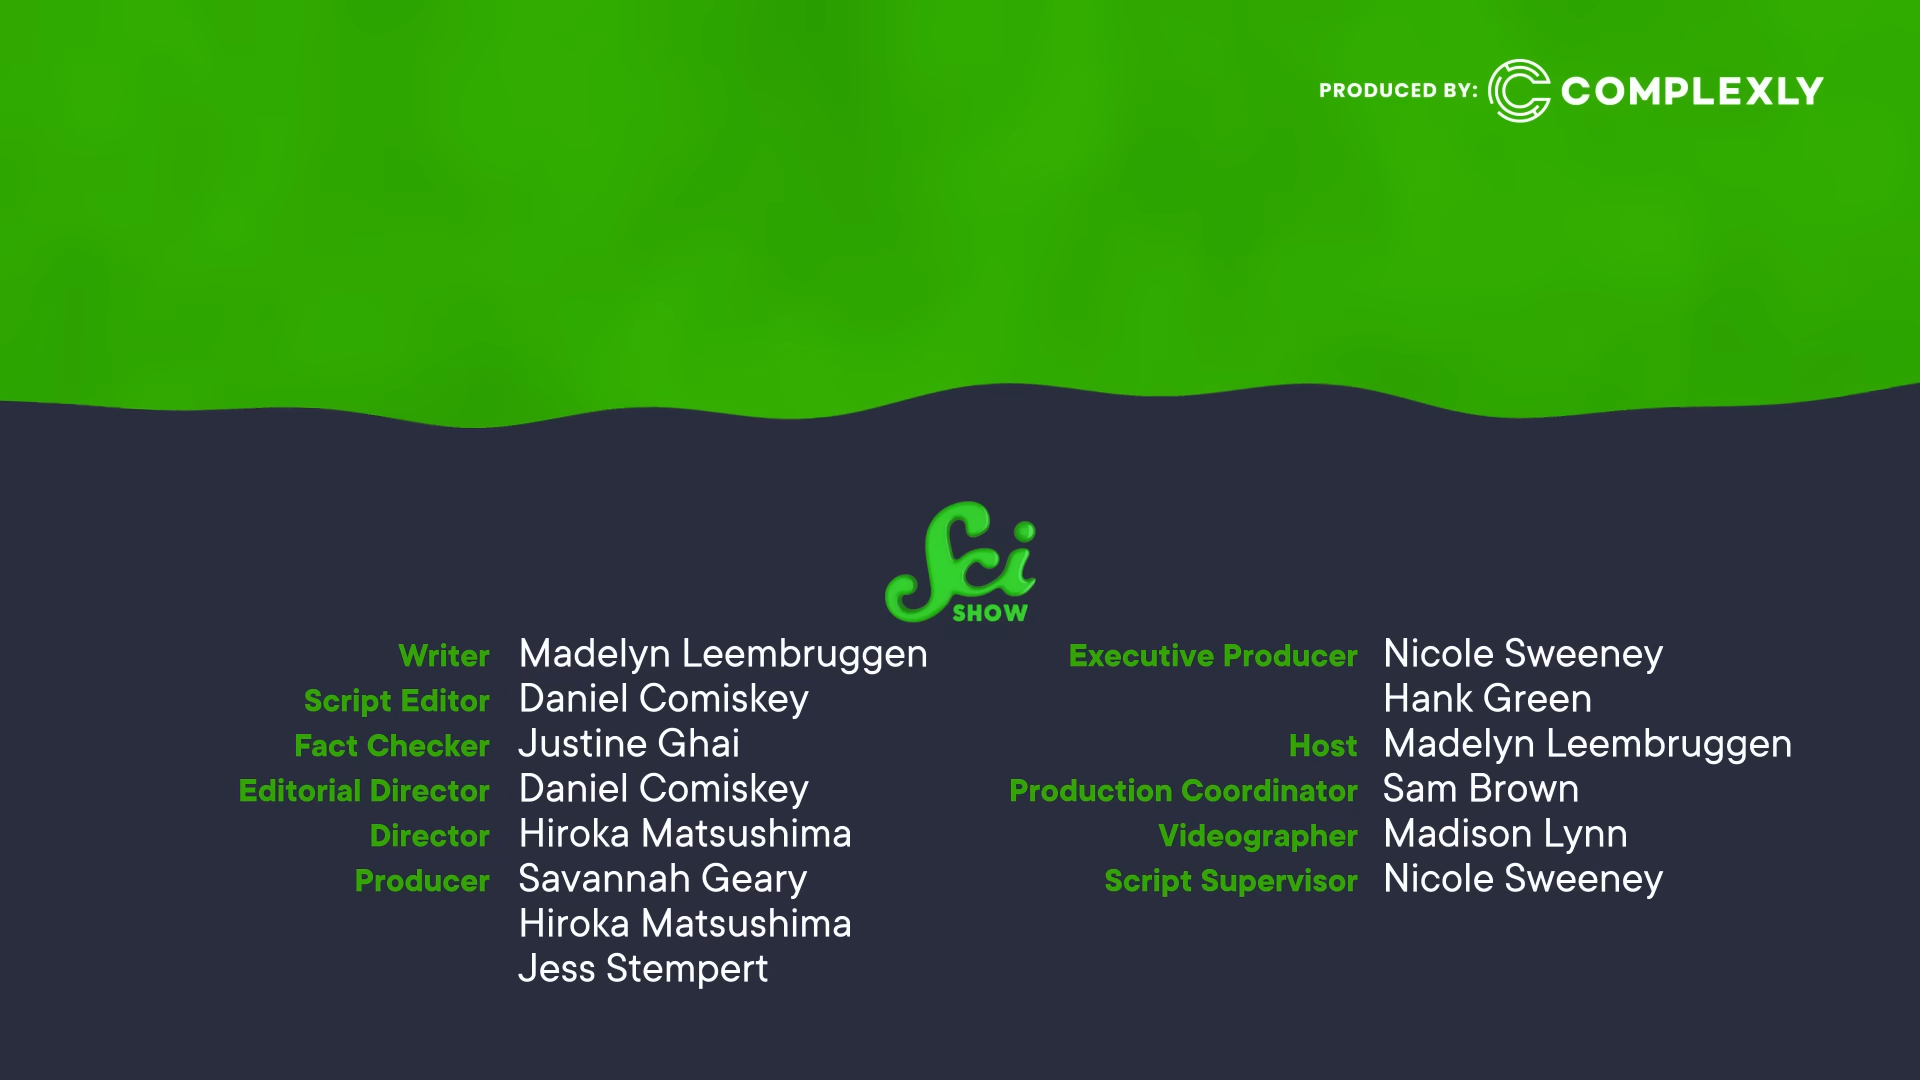 PRODUCED BY: COMPLEXLY
Sci
SHOW
Writer Madelyn Leembruggen
Script Editor Daniel Comiskey
Fact Checker Justine Ghai
Editorial Director Daniel Comiskey
Director Hiroka Matsushima
Producer Savannah Geary
Hiroka Matsushima
Jess Stempert
Executive Producer Nicole Sweeney
Hank Green
Host Madelyn Leembruggen
Production Coordinator Sam Brown
Videographer Madison Lynn
Script Supervisor Nicole Sweeney